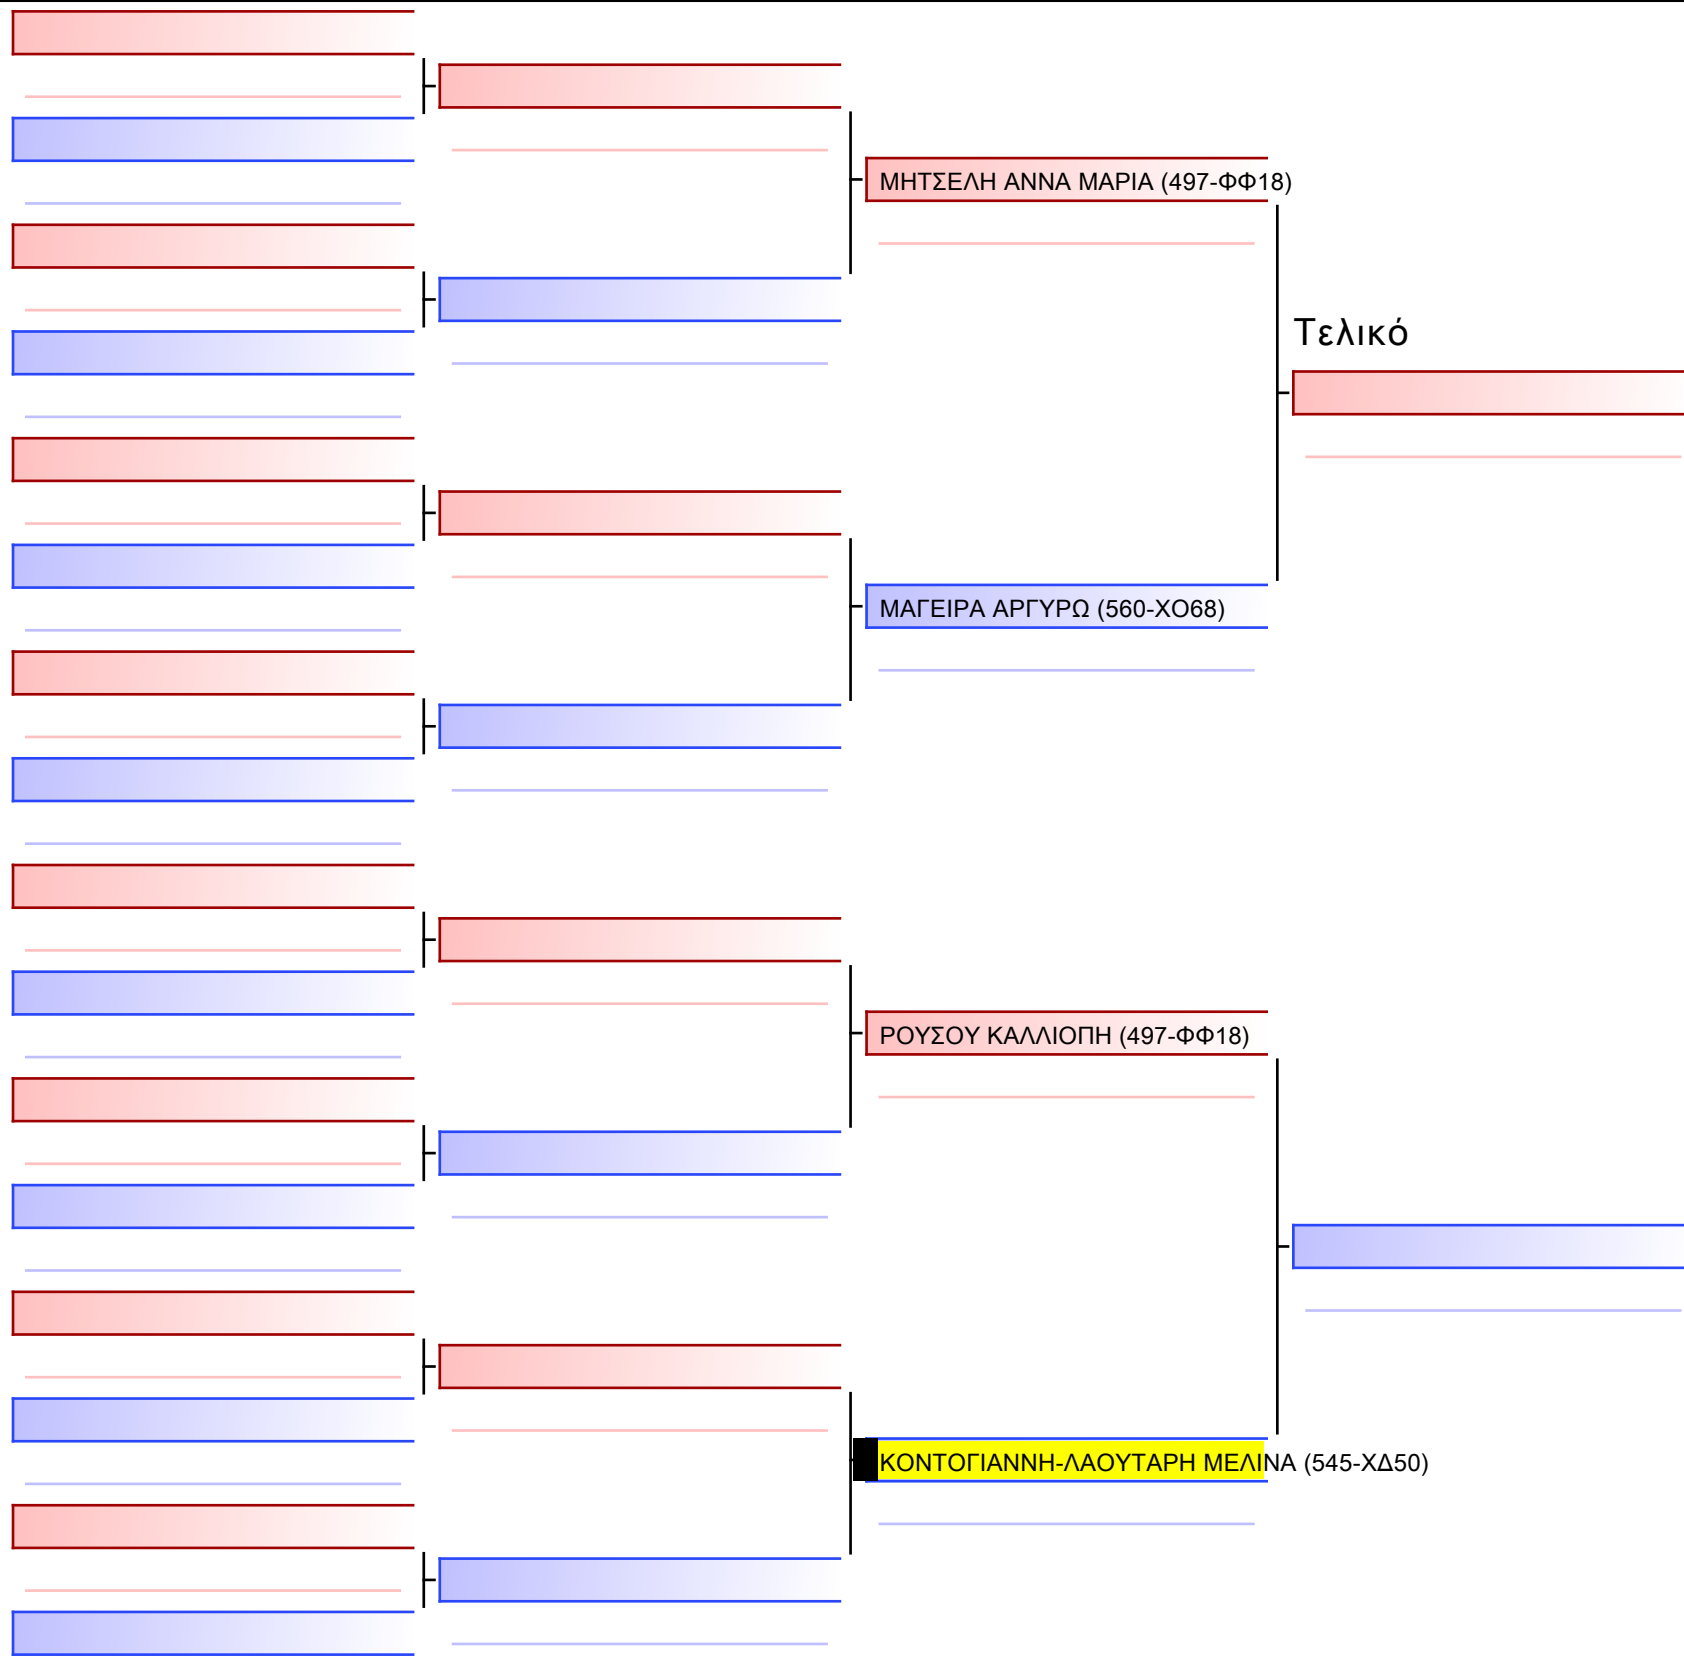 ΜΗΤΣΕΛΗ ΑΝΝΑ ΜΑΡΙΑ (497-ΦΦ18)
Τελικό
ΜΑΓΕΙΡΑ ΑΡΓΥΡΩ (560-ΧΟ68)
ΡΟΥΣΟΥ ΚΑΛΛΙΟΠΗ (497-ΦΦ18)
ΚΟΝΤΟΓΙΑΝΝΗ-ΛΑΟΥΤΑΡΗ ΜΕΛΙΝΑ (545-ΧΔ50)